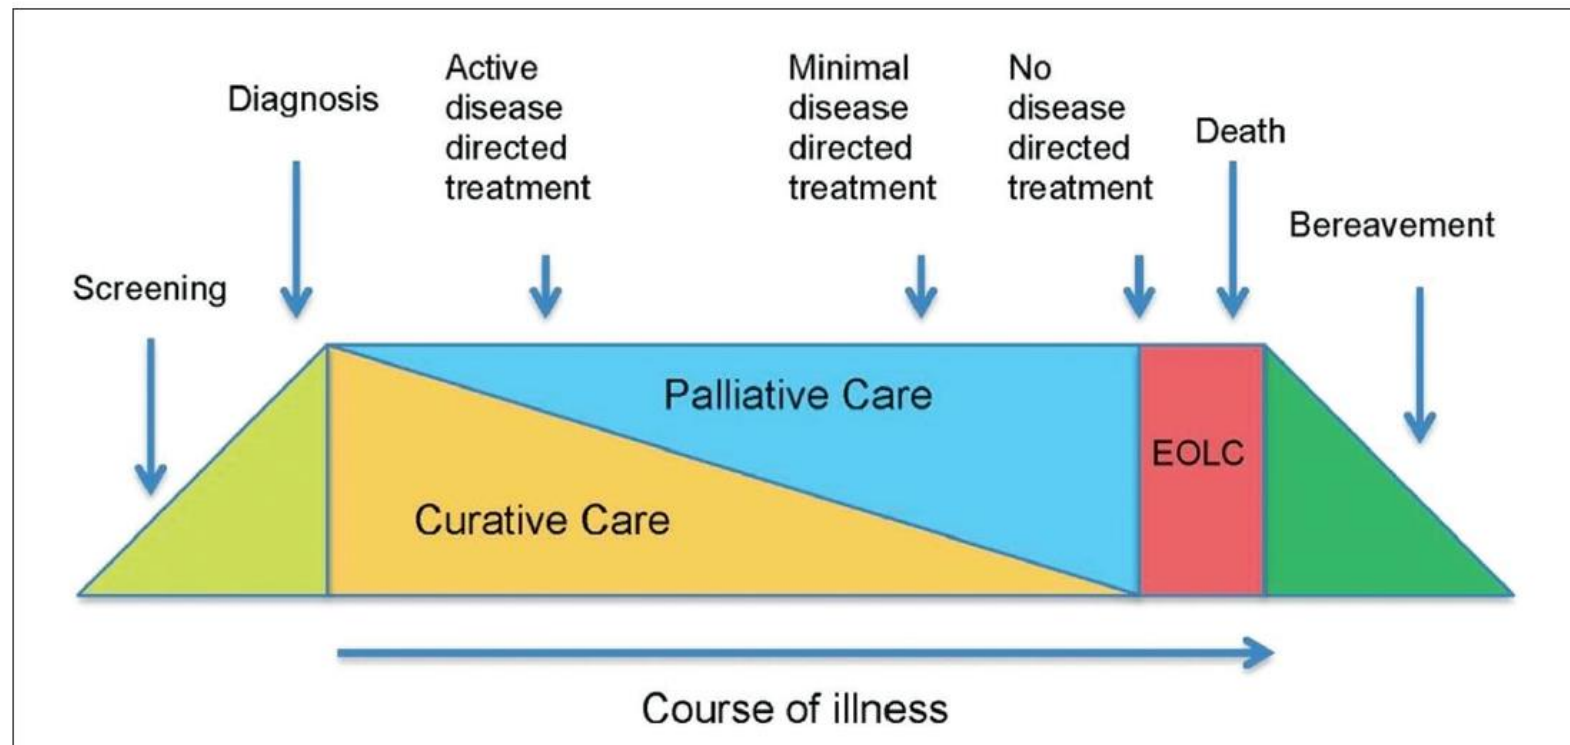 Screening
Diagnosis
Active
disease
directed
treatment
Minimal
disease
directed
treatment
No
disease
directed
treatment
Death
Bereavement
Palliative Care
Curative Care
EOLC
Course of illness